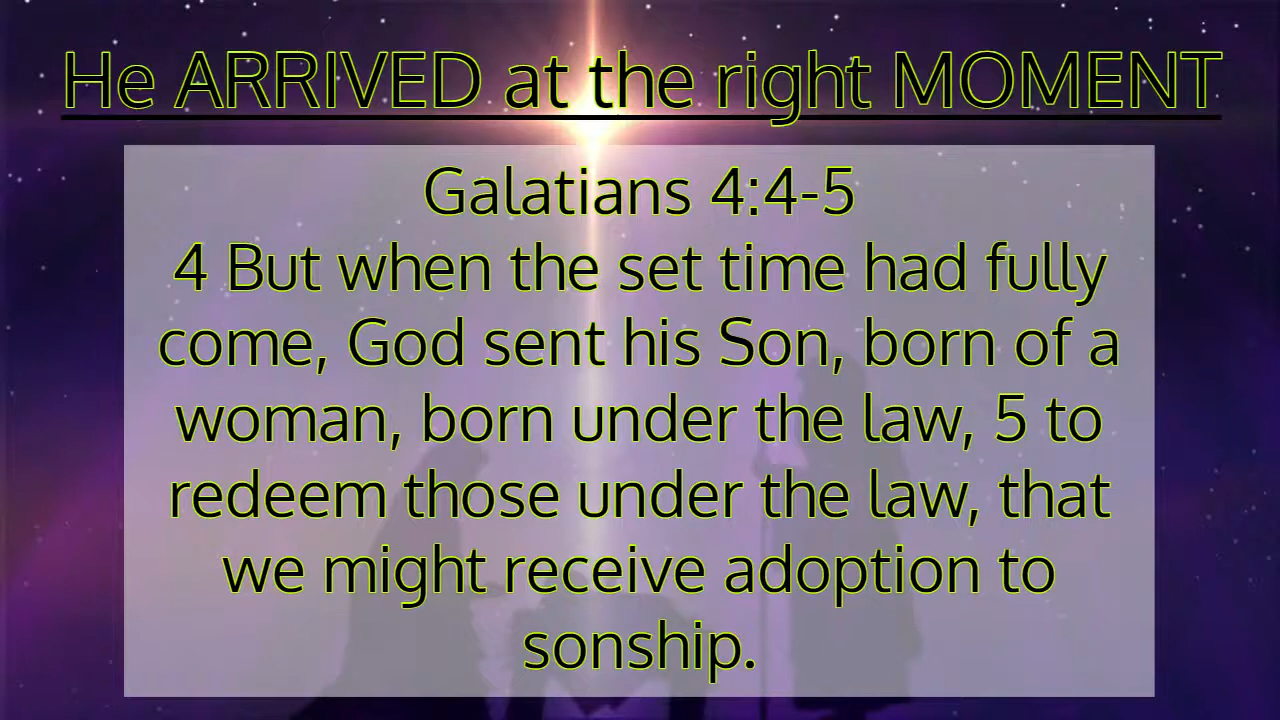 He ARRIVED at the right MOMENT
Galatians 4:4-5
4 But when the set time had fully
come, God sent his Son, born of a
woman, born under the law, 5 to
redeem those under the law, that
we might receive adoption to
sonship.